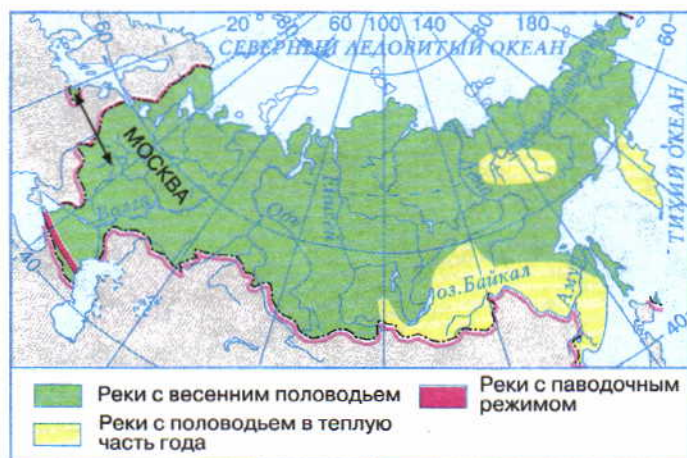 20 60 100 140 180 60
СЕВЕРНЫЙ ЛЕДОВИТЫЙ ОКЕАН
60
МОСКВА
ТИХИЙ ОКЕАН
Волга
Обь
Енисей
оз. Байкал
Амур
40
40
Реки с весенним половодьем
Реки с половодьем в теплую
часть года
Реки с паводочным
режимом